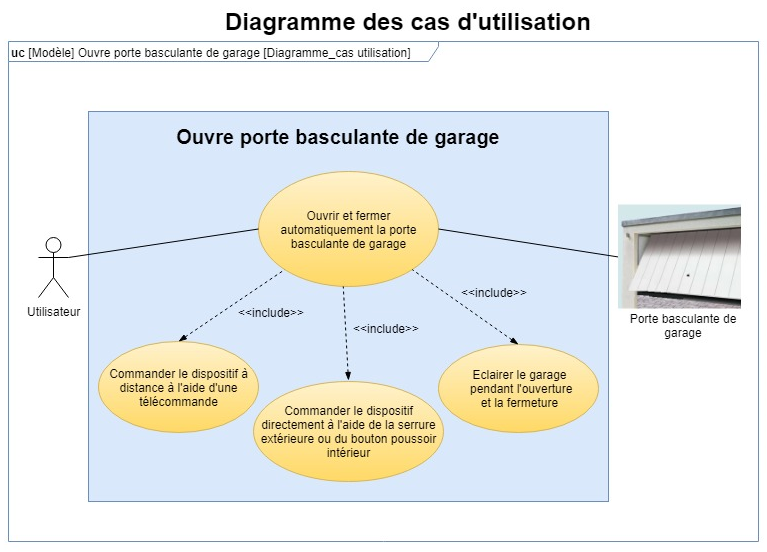 Diagramme des cas d'utilisation
uc [Modèle] Ouvre porte basculante de garage [Diagramme_cas utilisation]
Ouvre porte basculante de garage
Ouvrir et fermer
automatiquement la porte
basculante de garage
Utilisateur
Porte basculante de
garage
<<include>>
<<include>>
<<include>>
Commander le dispositif à
distance à l'aide d'une
télécommande
Commander le dispositif
directement à l'aide de la serrure
extérieure ou du bouton poussoir
intérieur
Eclairer le garage
pendant l'ouverture
et la fermeture